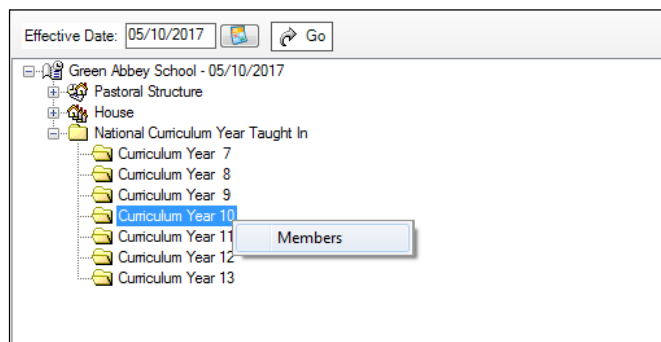 Effective Date: 05/10/2017 Go
Green Abbey School - 05/10/2017
Pastoral Structure
House
National Curriculum Year Taught In
Curriculum Year 7
Curriculum Year 8
Curriculum Year 9
Curriculum Year 10
Curriculum Year 11 Members
Curriculum Year 12
Curriculum Year 13